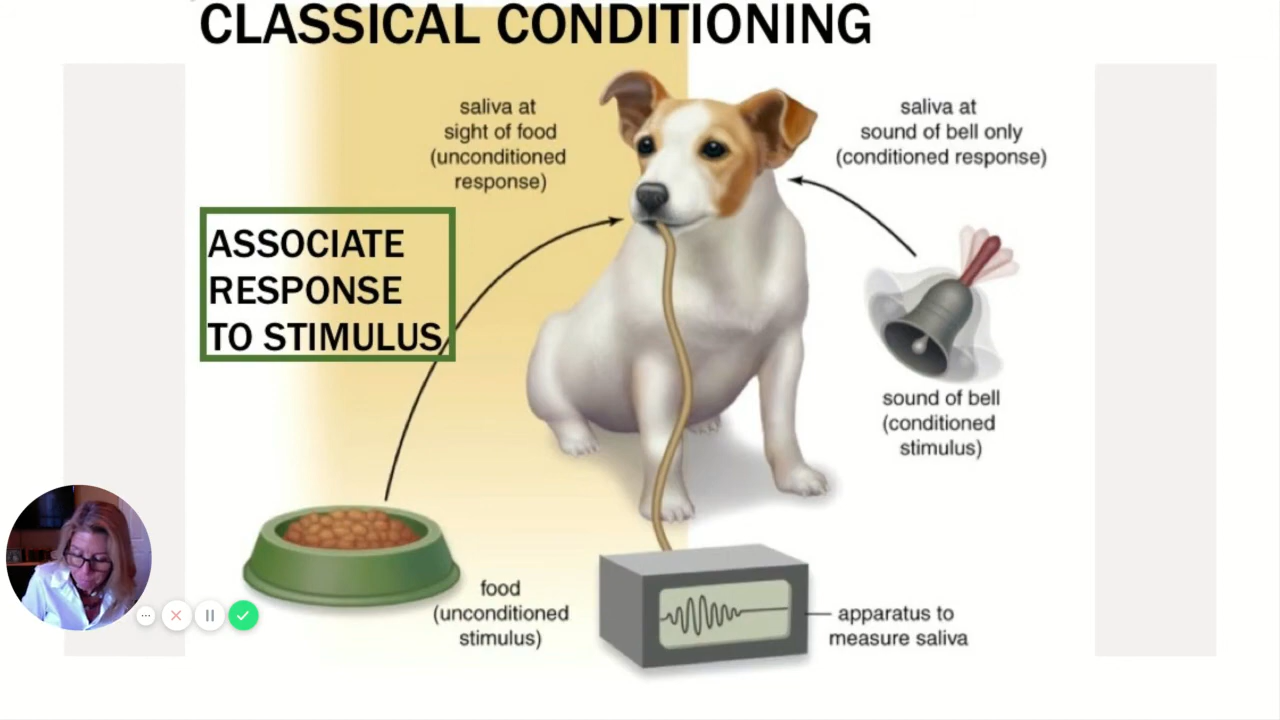 CLASSICAL CONDITIONING
saliva at
sight of food
(unconditioned
response)
saliva at
sound of bell only
(conditioned response)
ASSOCIATE
RESPONSE
TO STIMULUS
sound of bell
(conditioned
stimulus)
food
(unconditioned
stimulus)
apparatus to
measure saliva